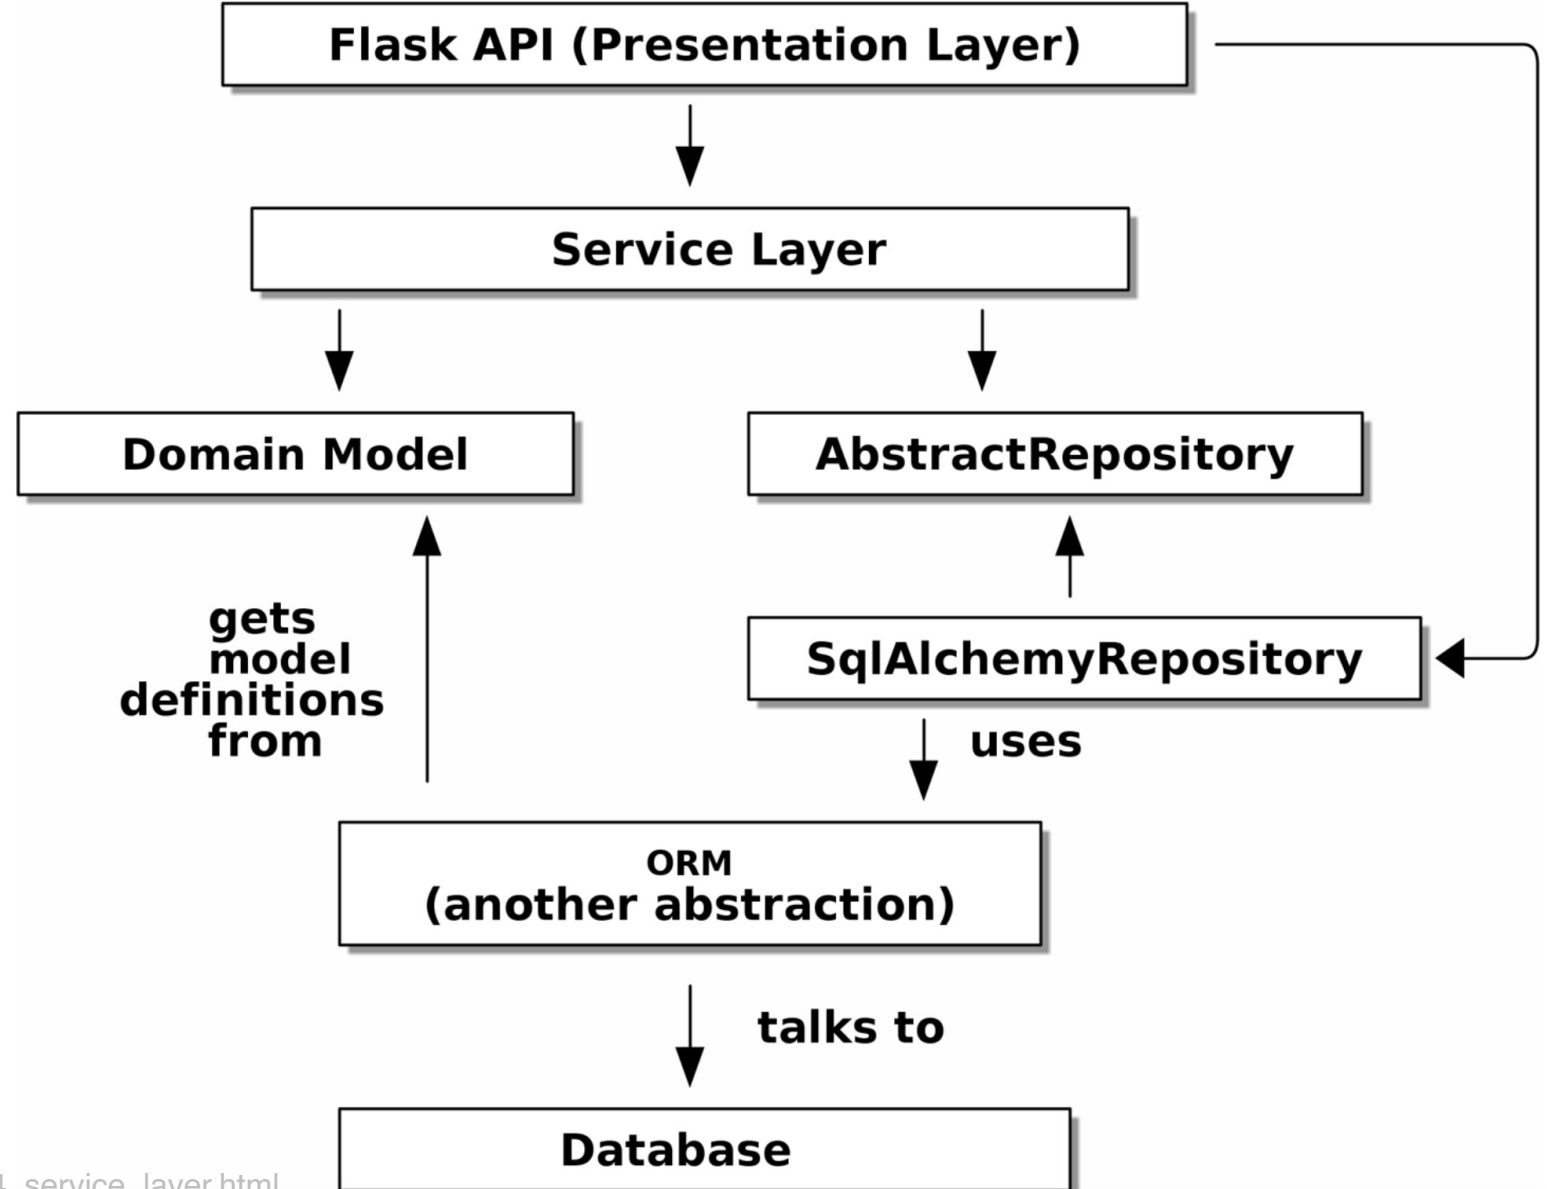 Flask API (Presentation Layer)
Service Layer
Domain Model
AbstractRepository
gets
model
definitions
from
SqlAlchemyRepository
uses
ORM
(another abstraction)
talks to
Database
service_layer.html